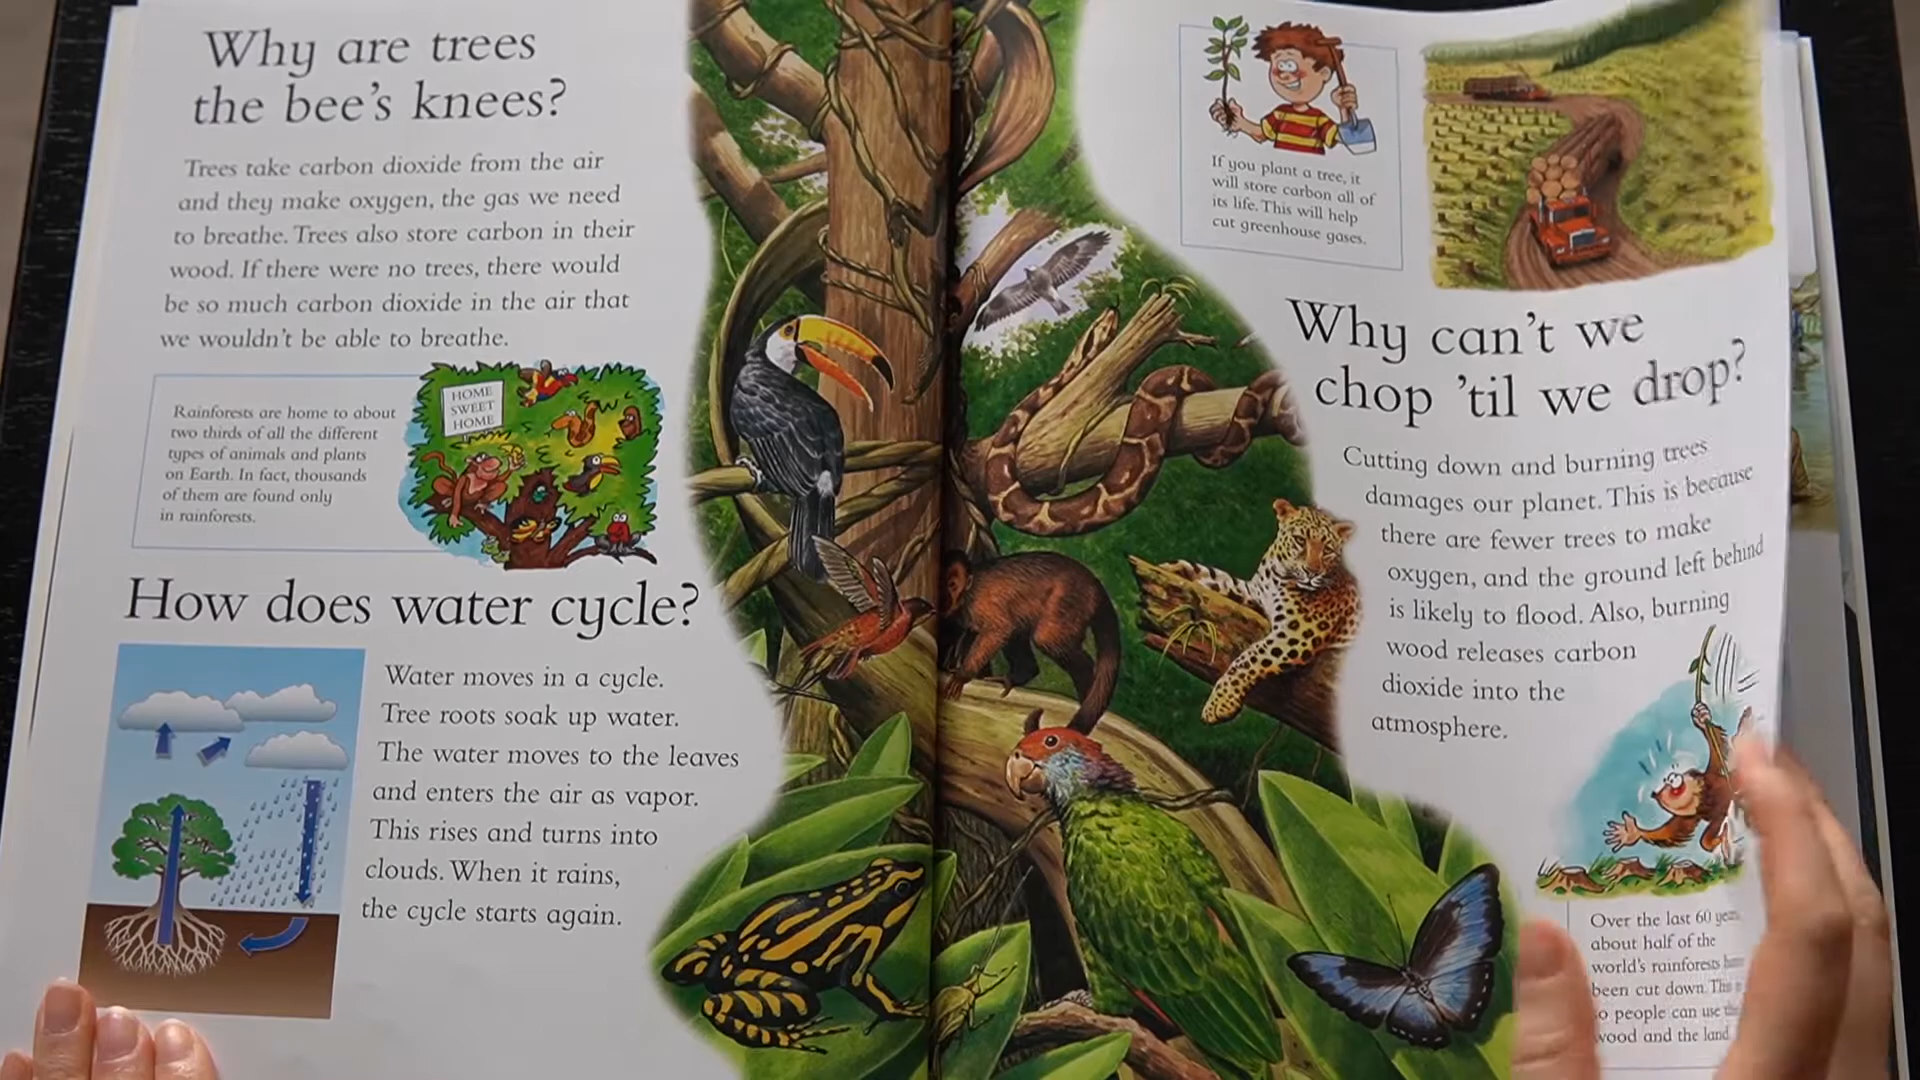 Why are trees
the bee's knees?
Trees take carbon dioxide from the air
and they make oxygen, the gas we need
to breathe. Trees also store carbon in their
wood. If there were no trees, there would
be so much carbon dioxide in the air that
we wouldn't be able to breathe.
Rainforests are home to about
two thirds of all the different
types of animals and plants
on Earth. In fact, thousands
of them are found only
in rainforests.
HOME
SWEET
HOME
How does water cycle?
Water moves in a cycle.
Tree roots soak up water.
The water moves to the leaves
and enters the air as vapor.
This rises and turns into
clouds. When it rains,
the cycle starts again.
If you plant a tree, it
will store carbon all of
its life. This will help
cut greenhouse gases.
Why can't we
chop 'til we drop?
Cutting down and burning trees
damages our planet. This is because
there are fewer trees to make
oxygen, and the ground left behind
is likely to flood. Also, burning
wood releases carbon
dioxide into the
atmosphere.
Over the last 60 years
about half of the
world's rainforests
been cut down. This
people can use
wood and the land